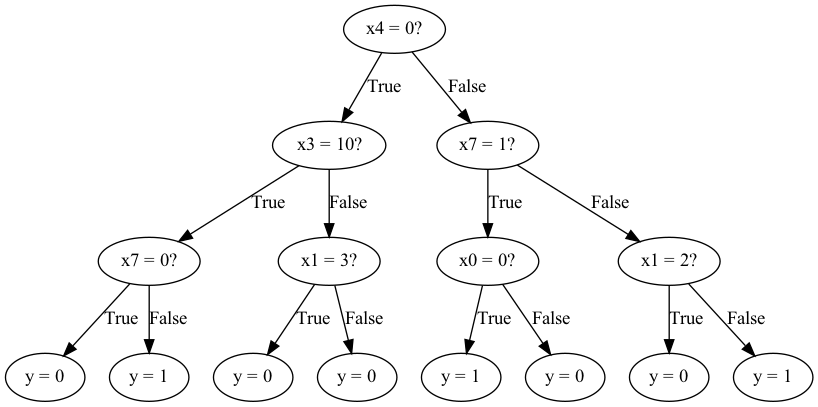 x4 = 0?
True
False
x3 = 10?
x7 = 1?
True
False
True
False
x7 = 0?
x1 = 3?
x0 = 0?
x1 = 2?
True
False
True
False
True
False
True
False
y = 0
y = 1
y = 0
y = 0
y = 1
y = 0
y = 0
y = 1